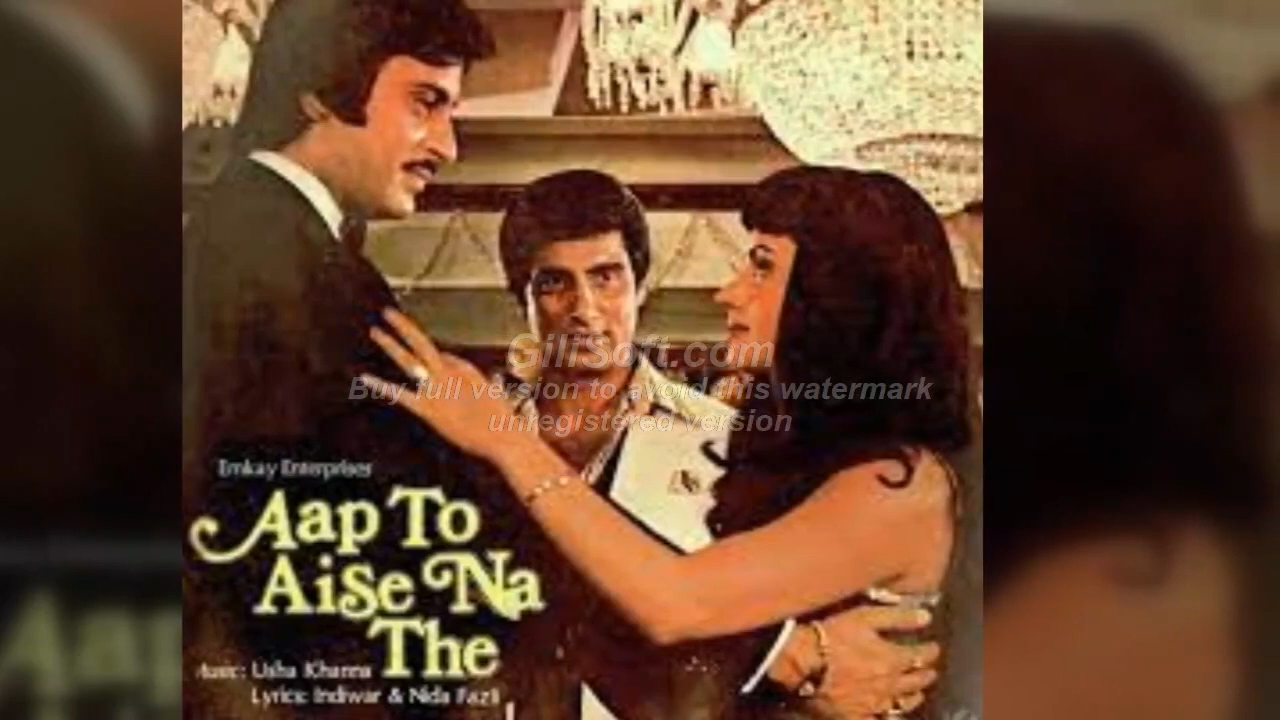 GiliSoft.com
Buy full version to avoid this watermark
unregistered version
Emkay Enterprises
Aap To
Aise Na
The
Music: Usha Khanna
Lyrics: Indiwar & Nida Fazli